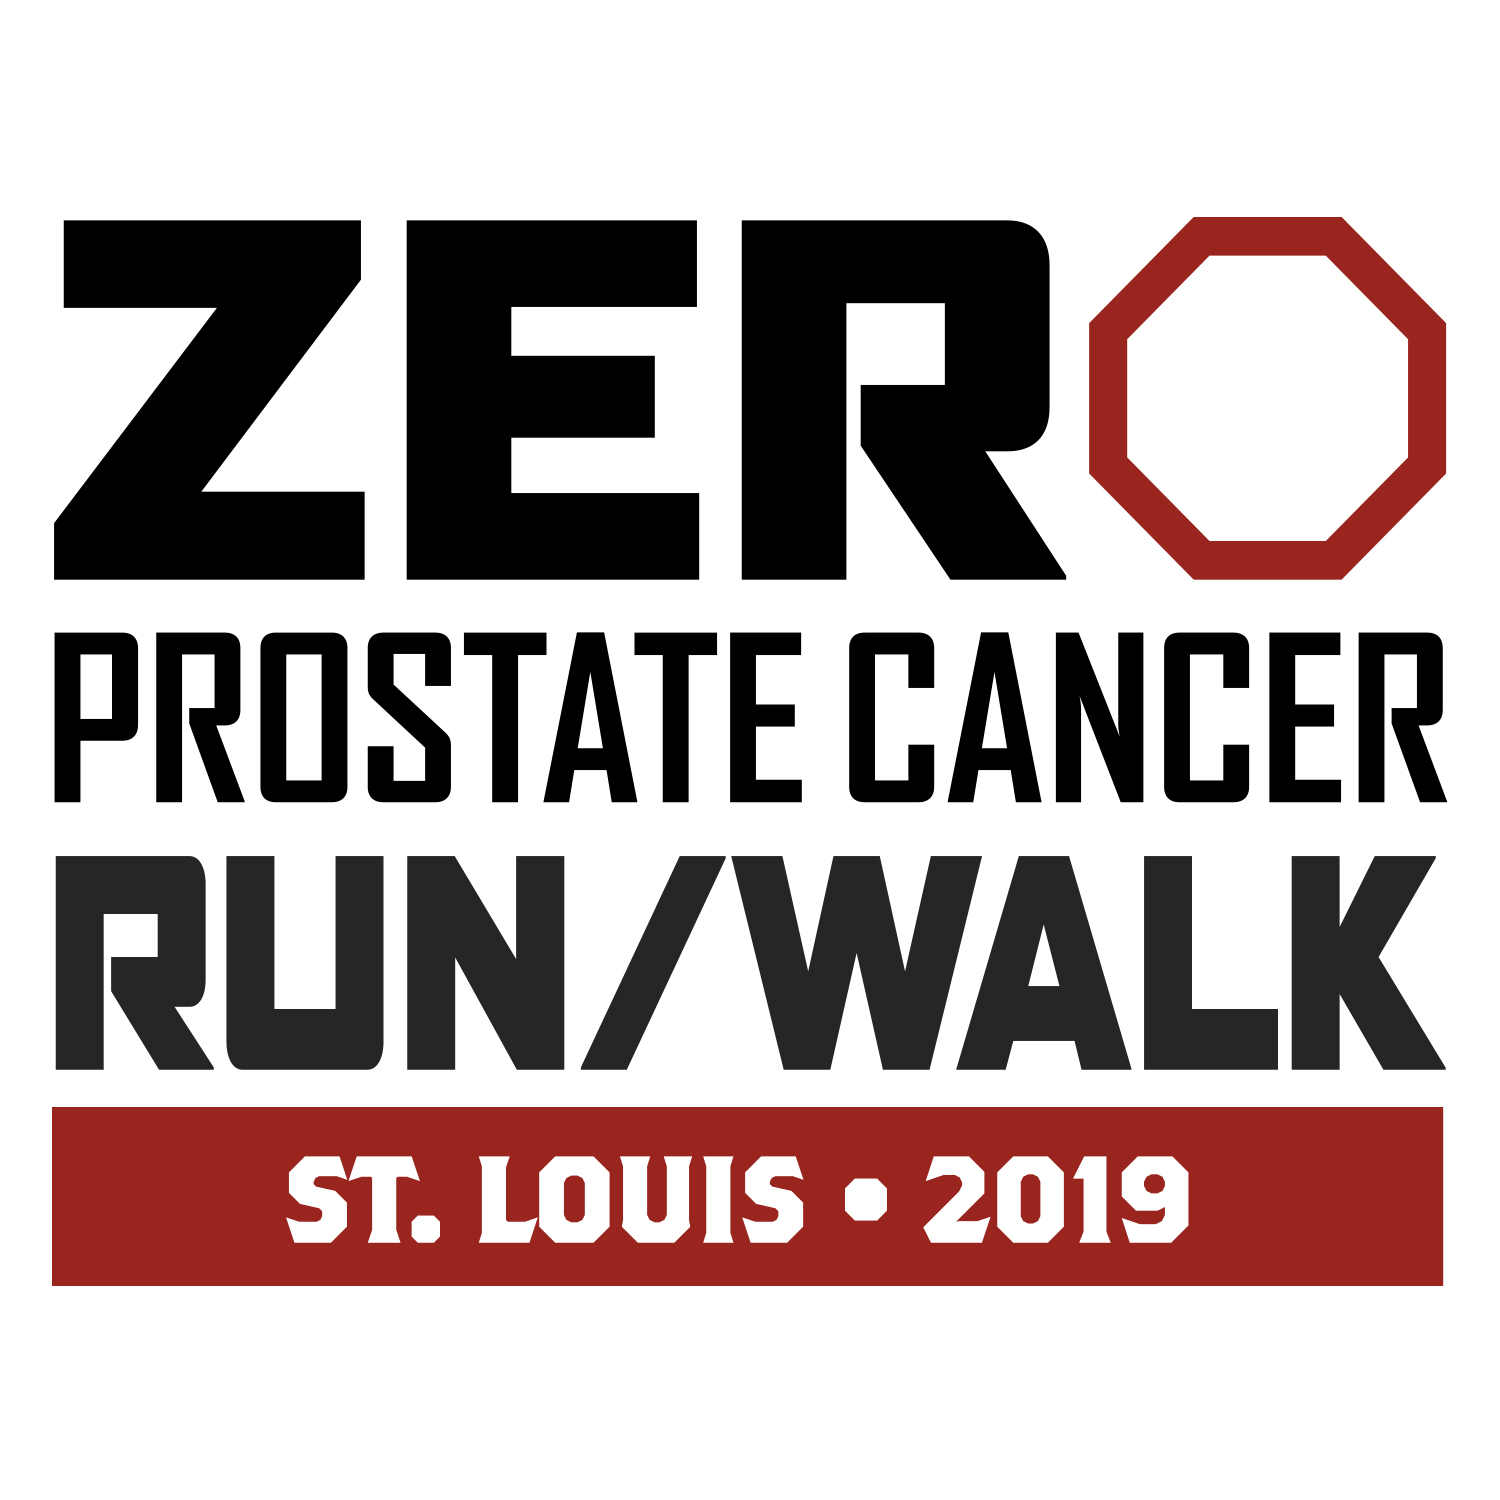 ZERO
PROSTATE CANCER
RUN/WALK
ST. LOUIS • 2019